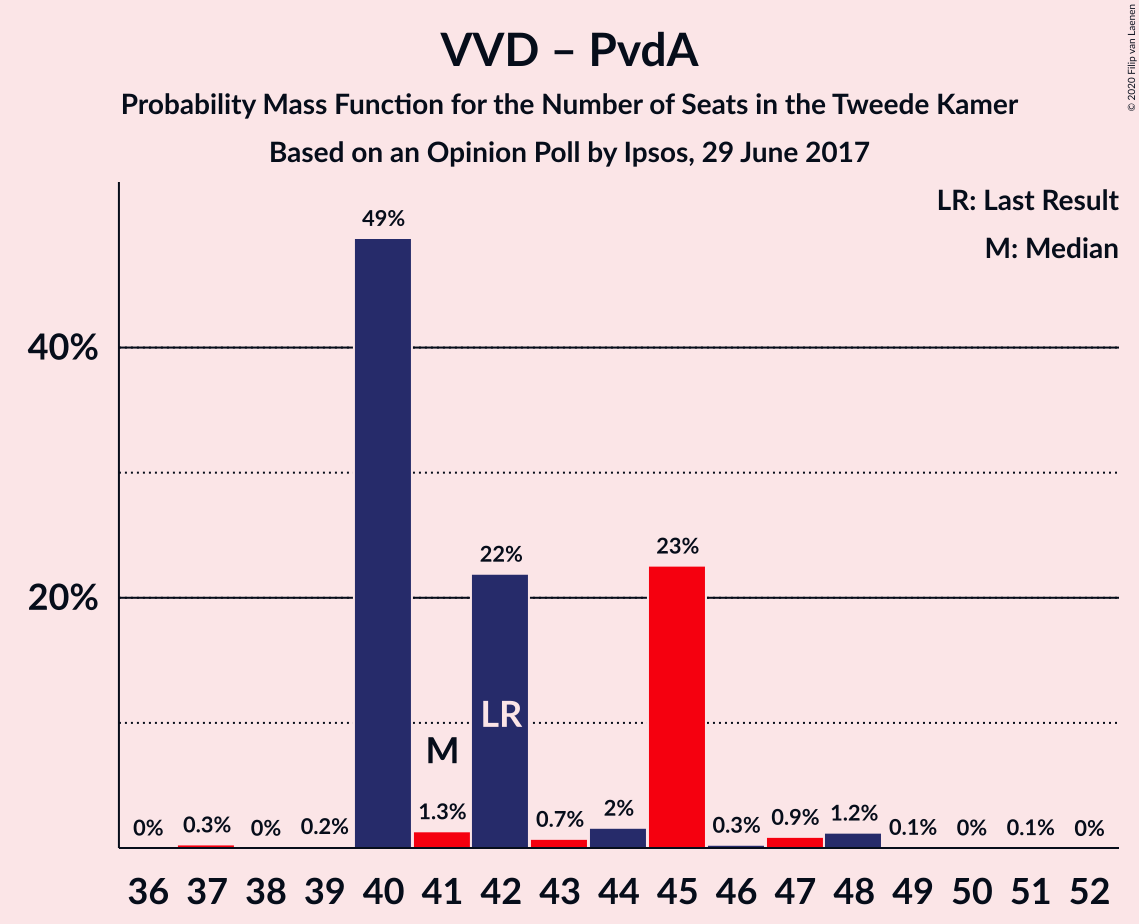 VVD – PvdA
Probability Mass Function for the Number of Seats in the Tweede Kamer
Based on an Opinion Poll by Ipsos, 29 June 2017
© 2020 Filip van Laenen
LR: Last Result
M: Median
40%
20%
0% 0.3% 0% 0.2% 49% 1.3% 22% 0.7% 2% 23% 0.3% 0.9% 1.2% 0.1% 0% 0.1% 0%
LR
M
36 37 38 39 40 41 42 43 44 45 46 47 48 49 50 51 52